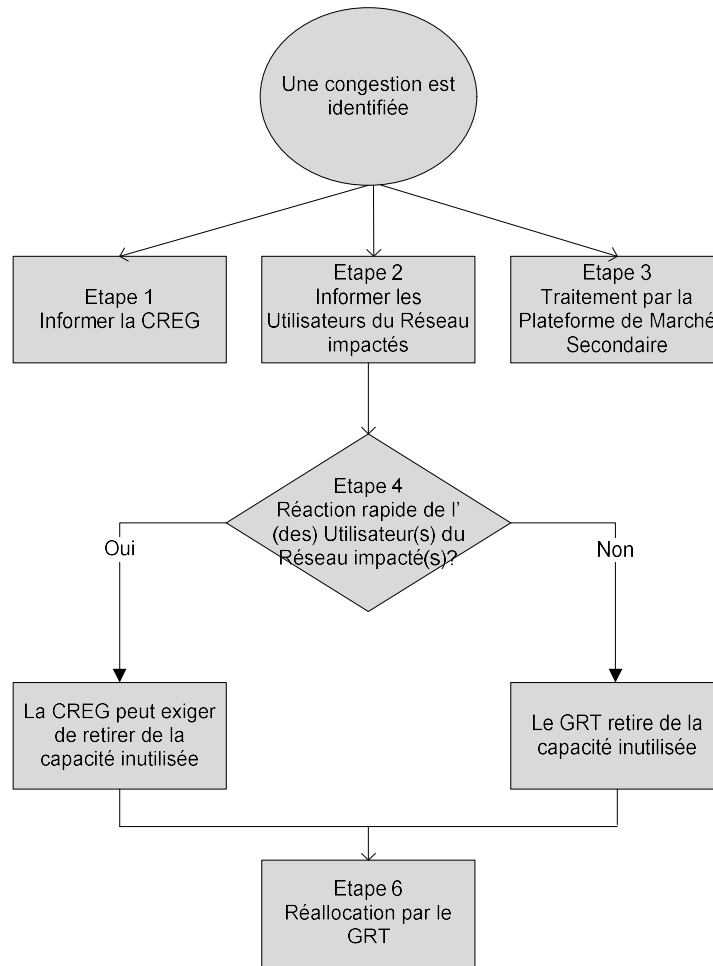 Une congestion est
identifiée
Etape 1
Informer la CREG
Etape 2
Informer les
Utilisateurs du Réseau
impactés
Etape 3
Traitement par la
Plateforme de Marché
Secondaire
Etape 4
Réaction rapide de l'
(des) Utilisateur(s) du
Réseau impacté(s)?
Oui
Non
La CREG peut exiger
de retirer de la
capacité inutilisée
Le GRT retire de la
capacité inutilisée
Etape 6
Réallocation par le
GRT